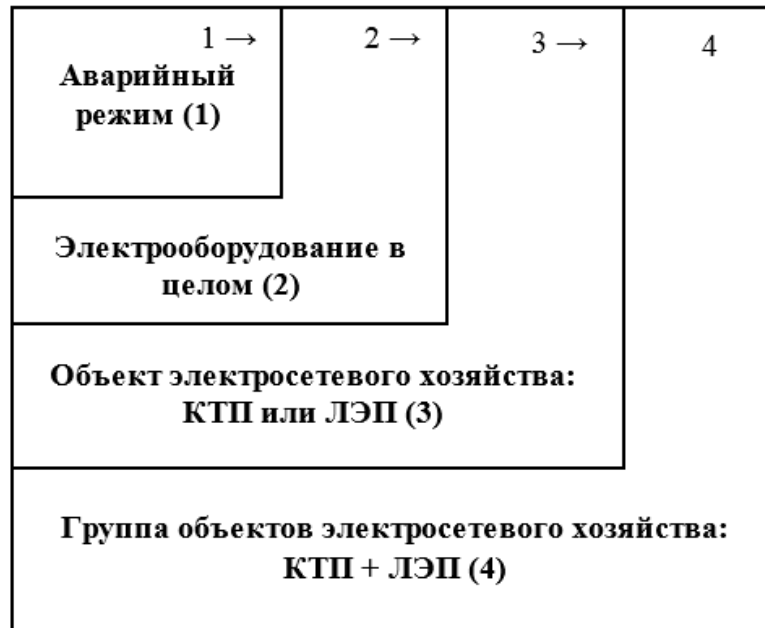 1 → 2 → 3 → 4
Аварийный
режим (1)
Электрооборудование в
целом (2)
Объект электросетевого хозяйства:
КТП или ЛЭП (3)
Группа объектов электросетевого хозяйства:
КТП + ЛЭП (4)